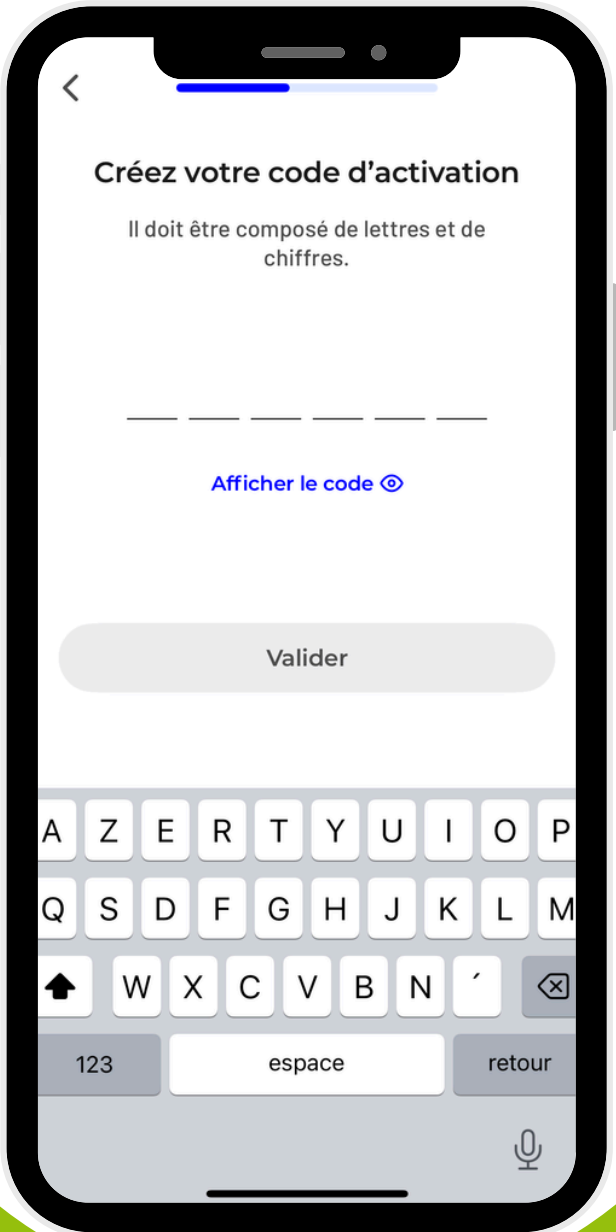 Créez votre code d’activation
Il doit être composé de lettres et de
chiffres.
Afficher le code
Valider
A Z E R T Y U I O P
Q S D F G H J K L M
W X C V B N ´
123 espace retour